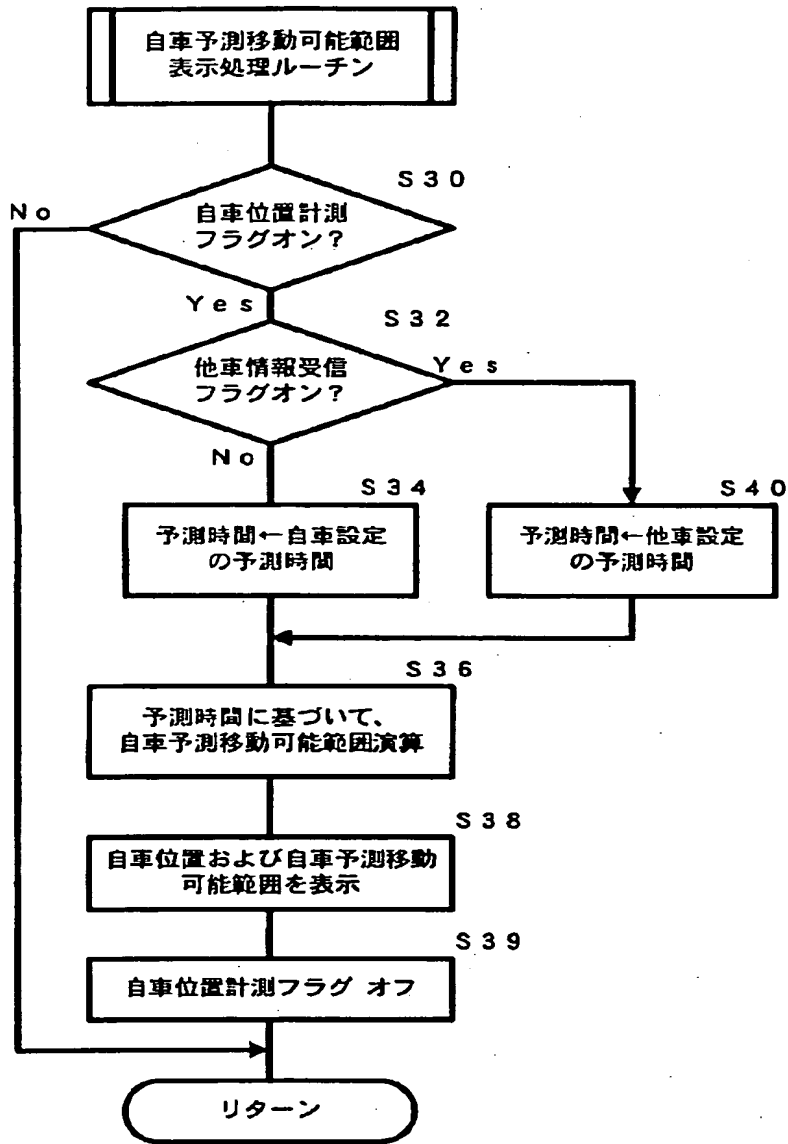 自車予測移動可能範囲
表示処理ルーチン
S30
No
自車位置計測
フラグオン?
Yes
S32
他車情報受信
フラグオン?
Yes
No
S34
S40
予測時間←自車設定
の予測時間
予測時間←他車設定
の予測時間
S36
予測時間に基づいて、
自車予測移動可能範囲演算
S38
自車位置および自車予測移動
可能範囲を表示
S39
自車位置計測フラグ オフ
リターン